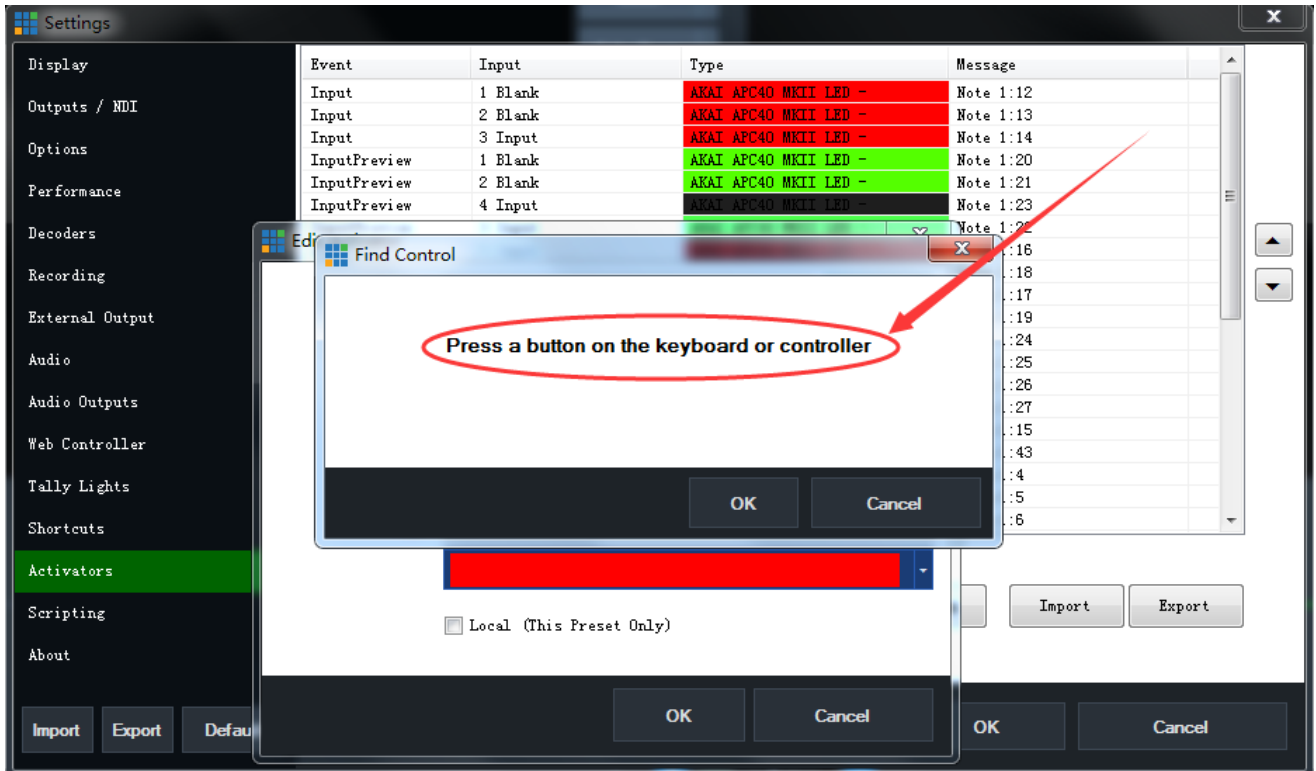 Settings
Display
Outputs / NDI
Options
Performance
Decoders
Recording
External Output
Audio
Audio Outputs
Web Controller
Tally Lights
Shortcuts
Activators
Scripting
About
Import Export Defau
Event Input Type Message
Input 1 Blank AKAI APC40 MKII LED - Note 1:12
Input 2 Blank AKAI APC40 MKII LED - Note 1:13
Input 3 Input AKAI APC40 MKII LED - Note 1:14
InputPreview 1 Blank AKAI APC40 MKII LED - Note 1:20
InputPreview 2 Blank AKAI APC40 MKII LED - Note 1:21
InputPreview 4 Input AKAI APC40 MKII LED - Note 1:23
Note 1:22
:16
:18
:17
:19
:24
:25
:26
:27
:15
:43
:4
:5
:6
Find Control
Press a button on the keyboard or controller
OK Cancel
Local (This Preset Only)
OK Cancel
Import Export
OK Cancel